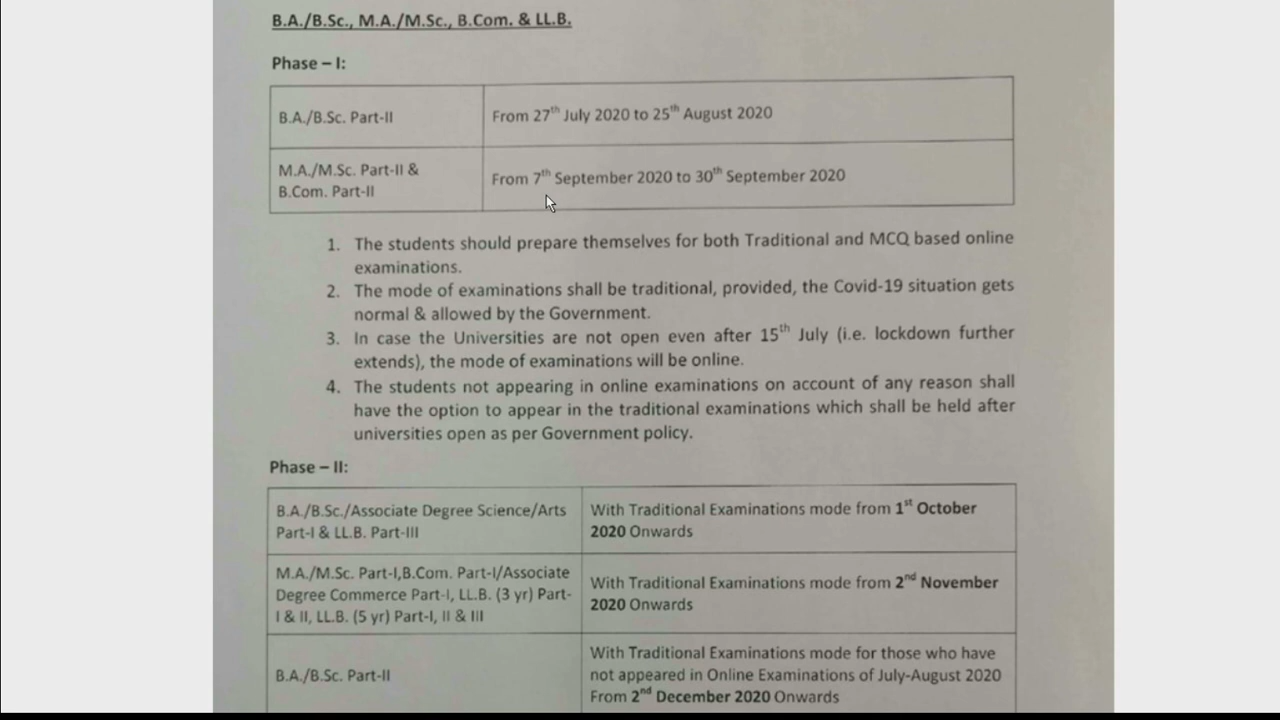 B.A./B.Sc., M.A./M.Sc., B.Com. & LL.B.
Phase – I:
B.A./B.Sc. Part-II
From 27th July 2020 to 25th August 2020
M.A./M.Sc. Part-II &
B.Com. Part-II
From 7th September 2020 to 30th September 2020
1. The students should prepare themselves for both Traditional and MCQ based online
examinations.
2. The mode of examinations shall be traditional, provided, the Covid-19 situation gets
normal & allowed by the Government.
3. In case the Universities are not open even after 15th July (i.e. lockdown further
extends), the mode of examinations will be online.
4. The students not appearing in online examinations on account of any reason shall
have the option to appear in the traditional examinations which shall be held after
universities open as per Government policy.
Phase – II:
B.A./B.Sc./Associate Degree Science/Arts
Part-I & LL.B. Part-III
With Traditional Examinations mode from 1st October
2020 Onwards
M.A./M.Sc. Part-I,B.Com. Part-I/Associate
Degree Commerce Part-I, LL.B. (3 yr) Part-
I & II, LL.B. (5 yr) Part-I, II & III
With Traditional Examinations mode from 2nd November
2020 Onwards
B.A./B.Sc. Part-II
With Traditional Examinations mode for those who have
not appeared in Online Examinations of July-August 2020
From 2nd December 2020 Onwards